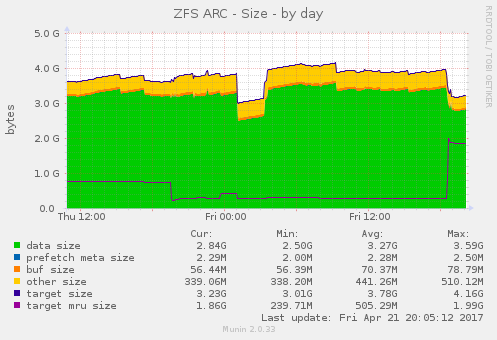 ZFS ARC - Size - by day
RRDTOOL / TOBI OETIKER
bytes
5.0 G
4.0 G
3.0 G
2.0 G
1.0 G
0.0
Thu 12:00 Fri 00:00 Fri 12:00
Cur: Min: Avg: Max:
data size 2.84G 2.50G 3.27G 3.59G
prefetch meta size 2.29M 2.00M 2.28M 2.50M
buf size 56.44M 56.39M 70.37M 78.79M
other size 339.06M 338.20M 441.26M 510.12M
target size 3.23G 3.01G 3.78G 4.16G
target mru size 1.86G 239.71M 505.29M 1.99G
Last update: Fri Apr 21 20:05:12 2017
Munin 2.0.33